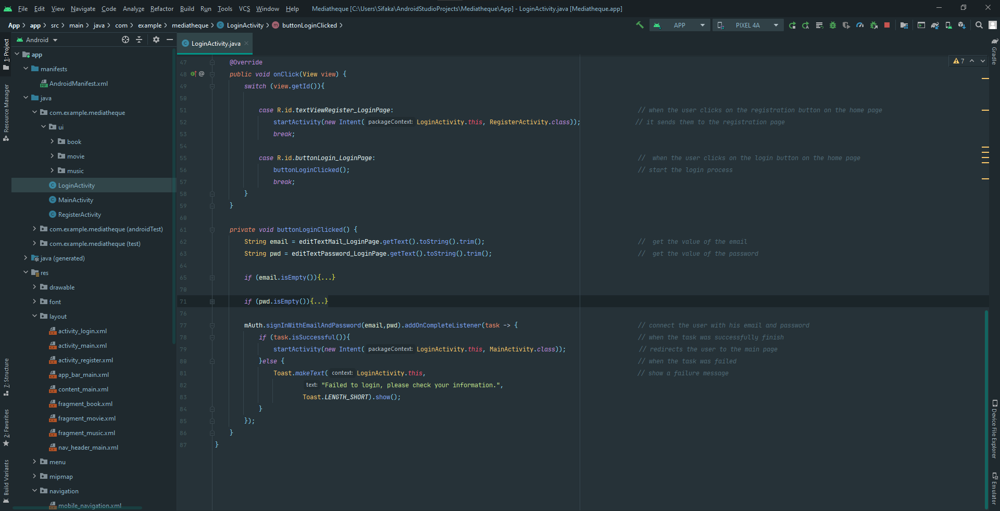 File Edit View Navigate Code Analyze Refactor Build Run Tools VCS Window Help Mediatheque [C:\Users\Sifaka\AndroidStudioProjects\Mediatheque\App] - LoginActivity.java [Mediatheque.app]
App app src main java com example mediatheque LoginActivity buttonLoginClicked APP PIXEL 4A
Android
LoginActivity.java
1: Project
Resource Manager
7: Structure
2: Favorites
Build Variants
app
manifests
AndroidManifest.xml
java
com.example.mediatheque
ui
book
movie
music
LoginActivity
MainActivity
RegisterActivity
com.example.mediatheque (androidTest)
com.example.mediatheque (test)
java (generated)
res
drawable
font
layout
activity_login.xml
activity_main.xml
activity_register.xml
app_bar_main.xml
content_main.xml
fragment_book.xml
fragment_movie.xml
fragment_music.xml
nav_header_main.xml
menu
mipmap
navigation
mobile_navigation.xml
47 @Override
48 public void onClick(View view) {
49 switch (view.getId()){
50
51 case R.id.textViewRegister_LoginPage: // when the user clicks on the registration button on the home page
52 startActivity(new Intent( packageContext: LoginActivity.this, RegisterActivity.class)); // it sends them to the registration page
53 break;
54
55 case R.id.buttonLogin_LoginPage: //  when the user clicks on the login button on the home page
56 buttonLoginClicked(); // start the login process
57 break;
58 }
59 }
60
61 private void buttonLoginClicked() {
62 String email = editTextMail_LoginPage.getText().toString().trim(); //  get the value of the email
63 String pwd = editTextPassword_LoginPage.getText().toString().trim(); //  get the value of the password
64
65 if (email.isEmpty()){...}
70
71 if (pwd.isEmpty()){...}
76
77 mAuth.signInWithEmailAndPassword(email,pwd).addOnCompleteListener(task -> { // connect the user with his email and password
78 if (task.isSuccessful()){ // when the task was successfully finish
79 startActivity(new Intent( packageContext: LoginActivity.this, MainActivity.class)); // redirects the user to the main page
80 }else { // when the task was failed
81 Toast.makeText( context: LoginActivity.this, // show a failure message
82 text: "Failed to login, please check your information.",
83 Toast.LENGTH_SHORT).show();
84 }
85 });
86 }
87 }
7
Gradle
Device File Explorer
Emulator